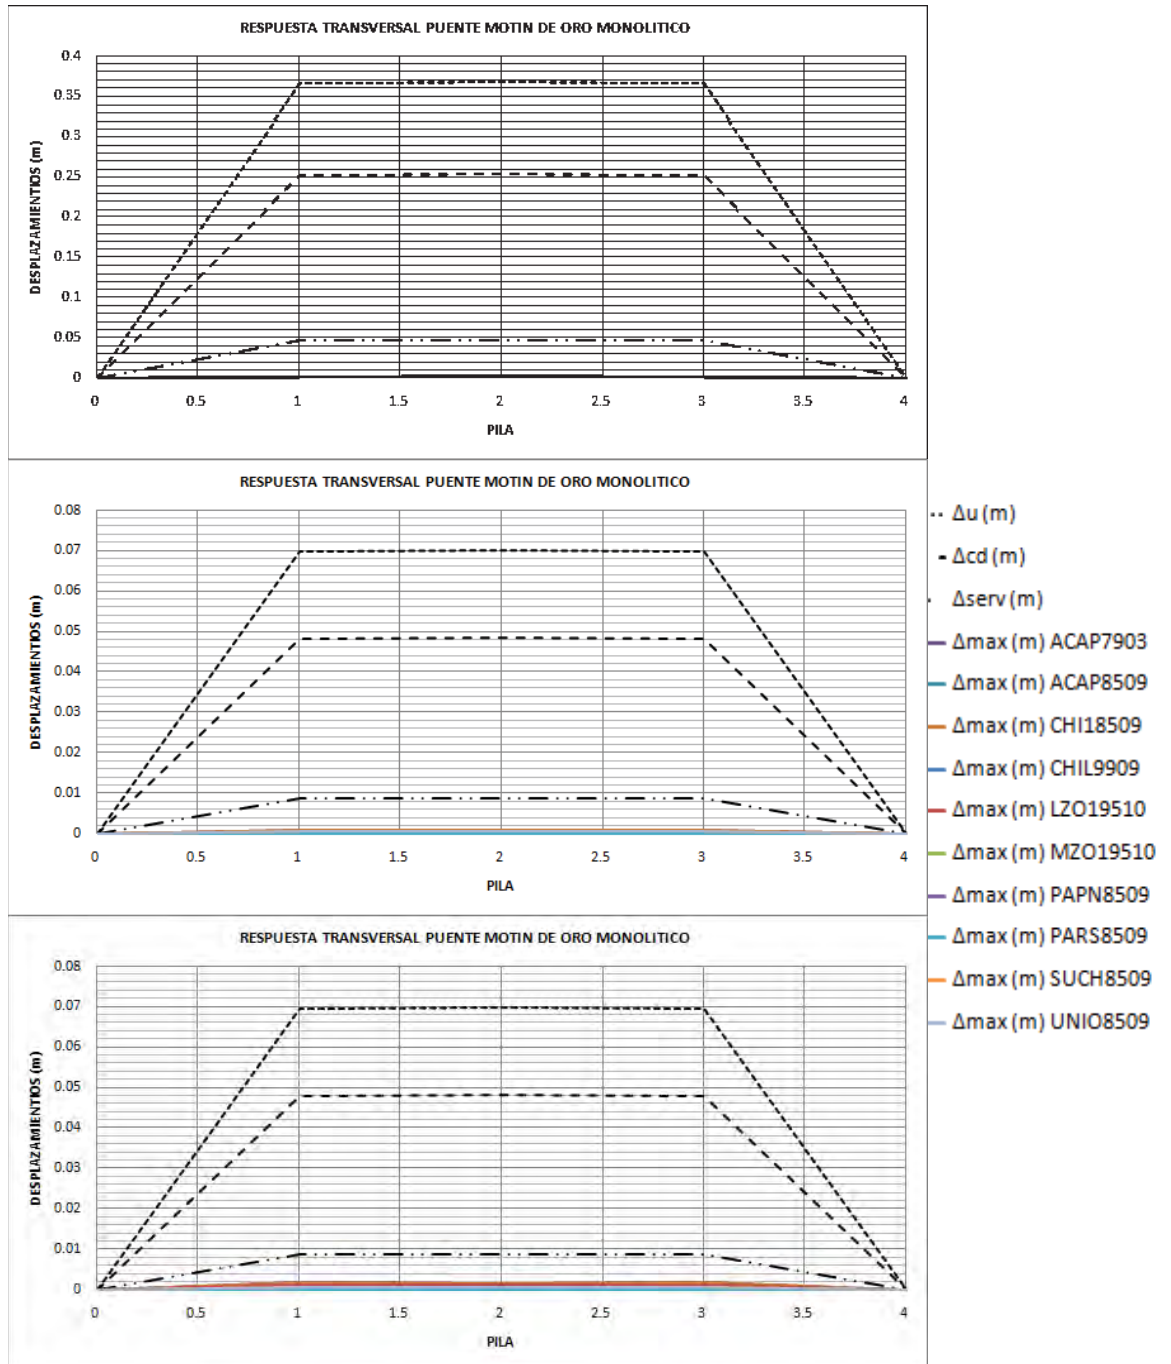 RESPUESTA TRANSVERSAL PUENTE MOTIN DE ORO MONOLITICO
DESPLAZAMIENTIOS (m)
0.4
0.35
0.3
0.25
0.2
0.15
0.1
0.05
0
0 0.5 1 1.5 2 2.5 3 3.5 4
PILA
RESPUESTA TRANSVERSAL PUENTE MOTIN DE ORO MONOLITICO
DESPLAZAMIENTIOS (m)
0.08
0.07
0.06
0.05
0.04
0.03
0.02
0.01
0
0 0.5 1 1.5 2 2.5 3 3.5 4
PILA
RESPUESTA TRANSVERSAL PUENTE MOTIN DE ORO MONOLITICO
DESPLAZAMIENTIOS (m)
0.08
0.07
0.06
0.05
0.04
0.03
0.02
0.01
0
0 0.5 1 1.5 2 2.5 3 3.5 4
PILA
Δu (m)
Δcd (m)
Δserv (m)
Δmax (m) ACAP7903
Δmax (m) ACAP8509
Δmax (m) CHI18509
Δmax (m) CHIL9909
Δmax (m) LZO19510
Δmax (m) MZO19510
Δmax (m) PAPN8509
Δmax (m) PARS8509
Δmax (m) SUCH8509
Δmax (m) UNIO8509